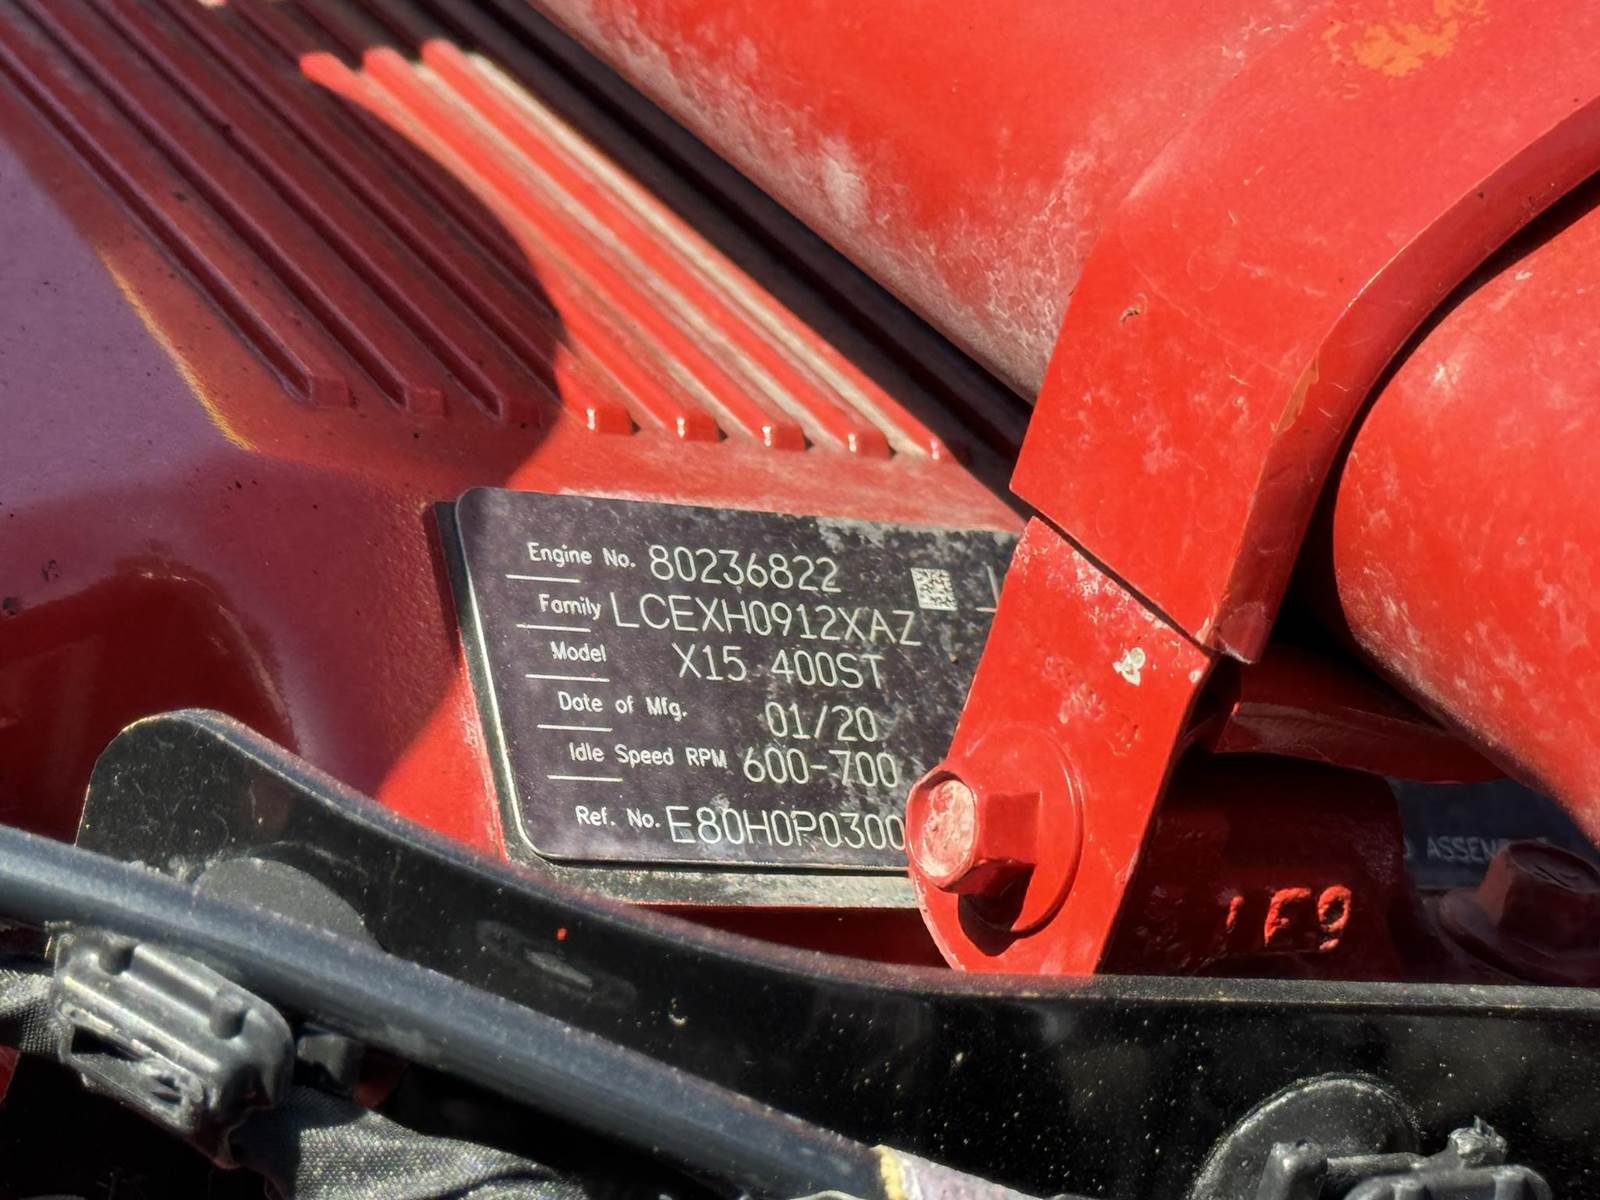 Engine No. 80236822
Family LCEXH0912XAZ
Model X15 400ST
Date of Mfg. 01/20
Idle Speed RPM 600-700
Ref. No. E80H0P0300
1E9